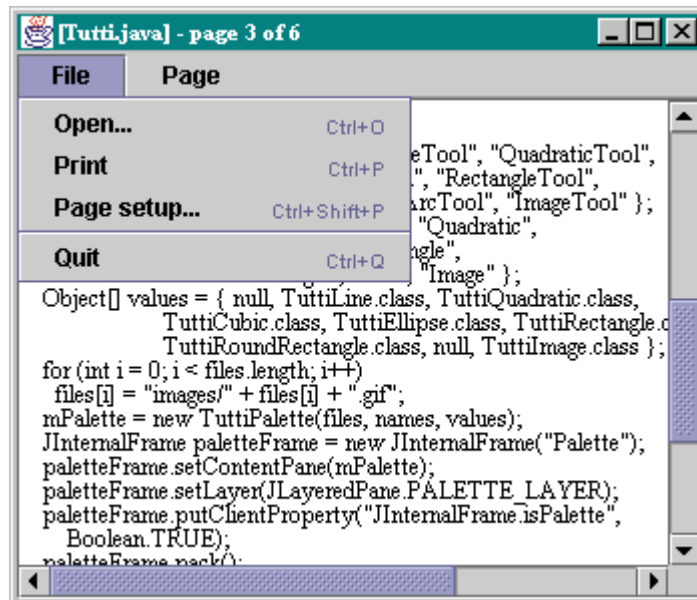 [Tutti.java] - page 3 of 6
File Page
Open... Ctrl+O
Print Ctrl+P
Page setup... Ctrl+Shift+P
Quit Ctrl+Q
eTool", "QuadraticTool",
", "RectangleTool",
ArcTool", "ImageTool" };
"Quadratic",
ngle",
"Image" };
Object[] values = { null, TuttiLine.class, TuttiQuadratic.class,
TuttiCubic.class, TuttiEllipse.class, TuttiRectangle.c
TuttiRoundRectangle.class, null, TuttiImage.class };
for (int i = 0; i < files.length; i++)
files[i] = "images/" + files[i] + ".gif";
mPalette = new TuttiPalette(files, names, values);
JInternalFrame paletteFrame = new JInternalFrame("Palette");
paletteFrame.setContentPane(mPalette);
paletteFrame.setLayer(JLayeredPane.PALETTE_LAYER);
paletteFrame.putClientProperty("JInternalFrame.isPalette",
Boolean.TRUE);
paletteFrame.pack();